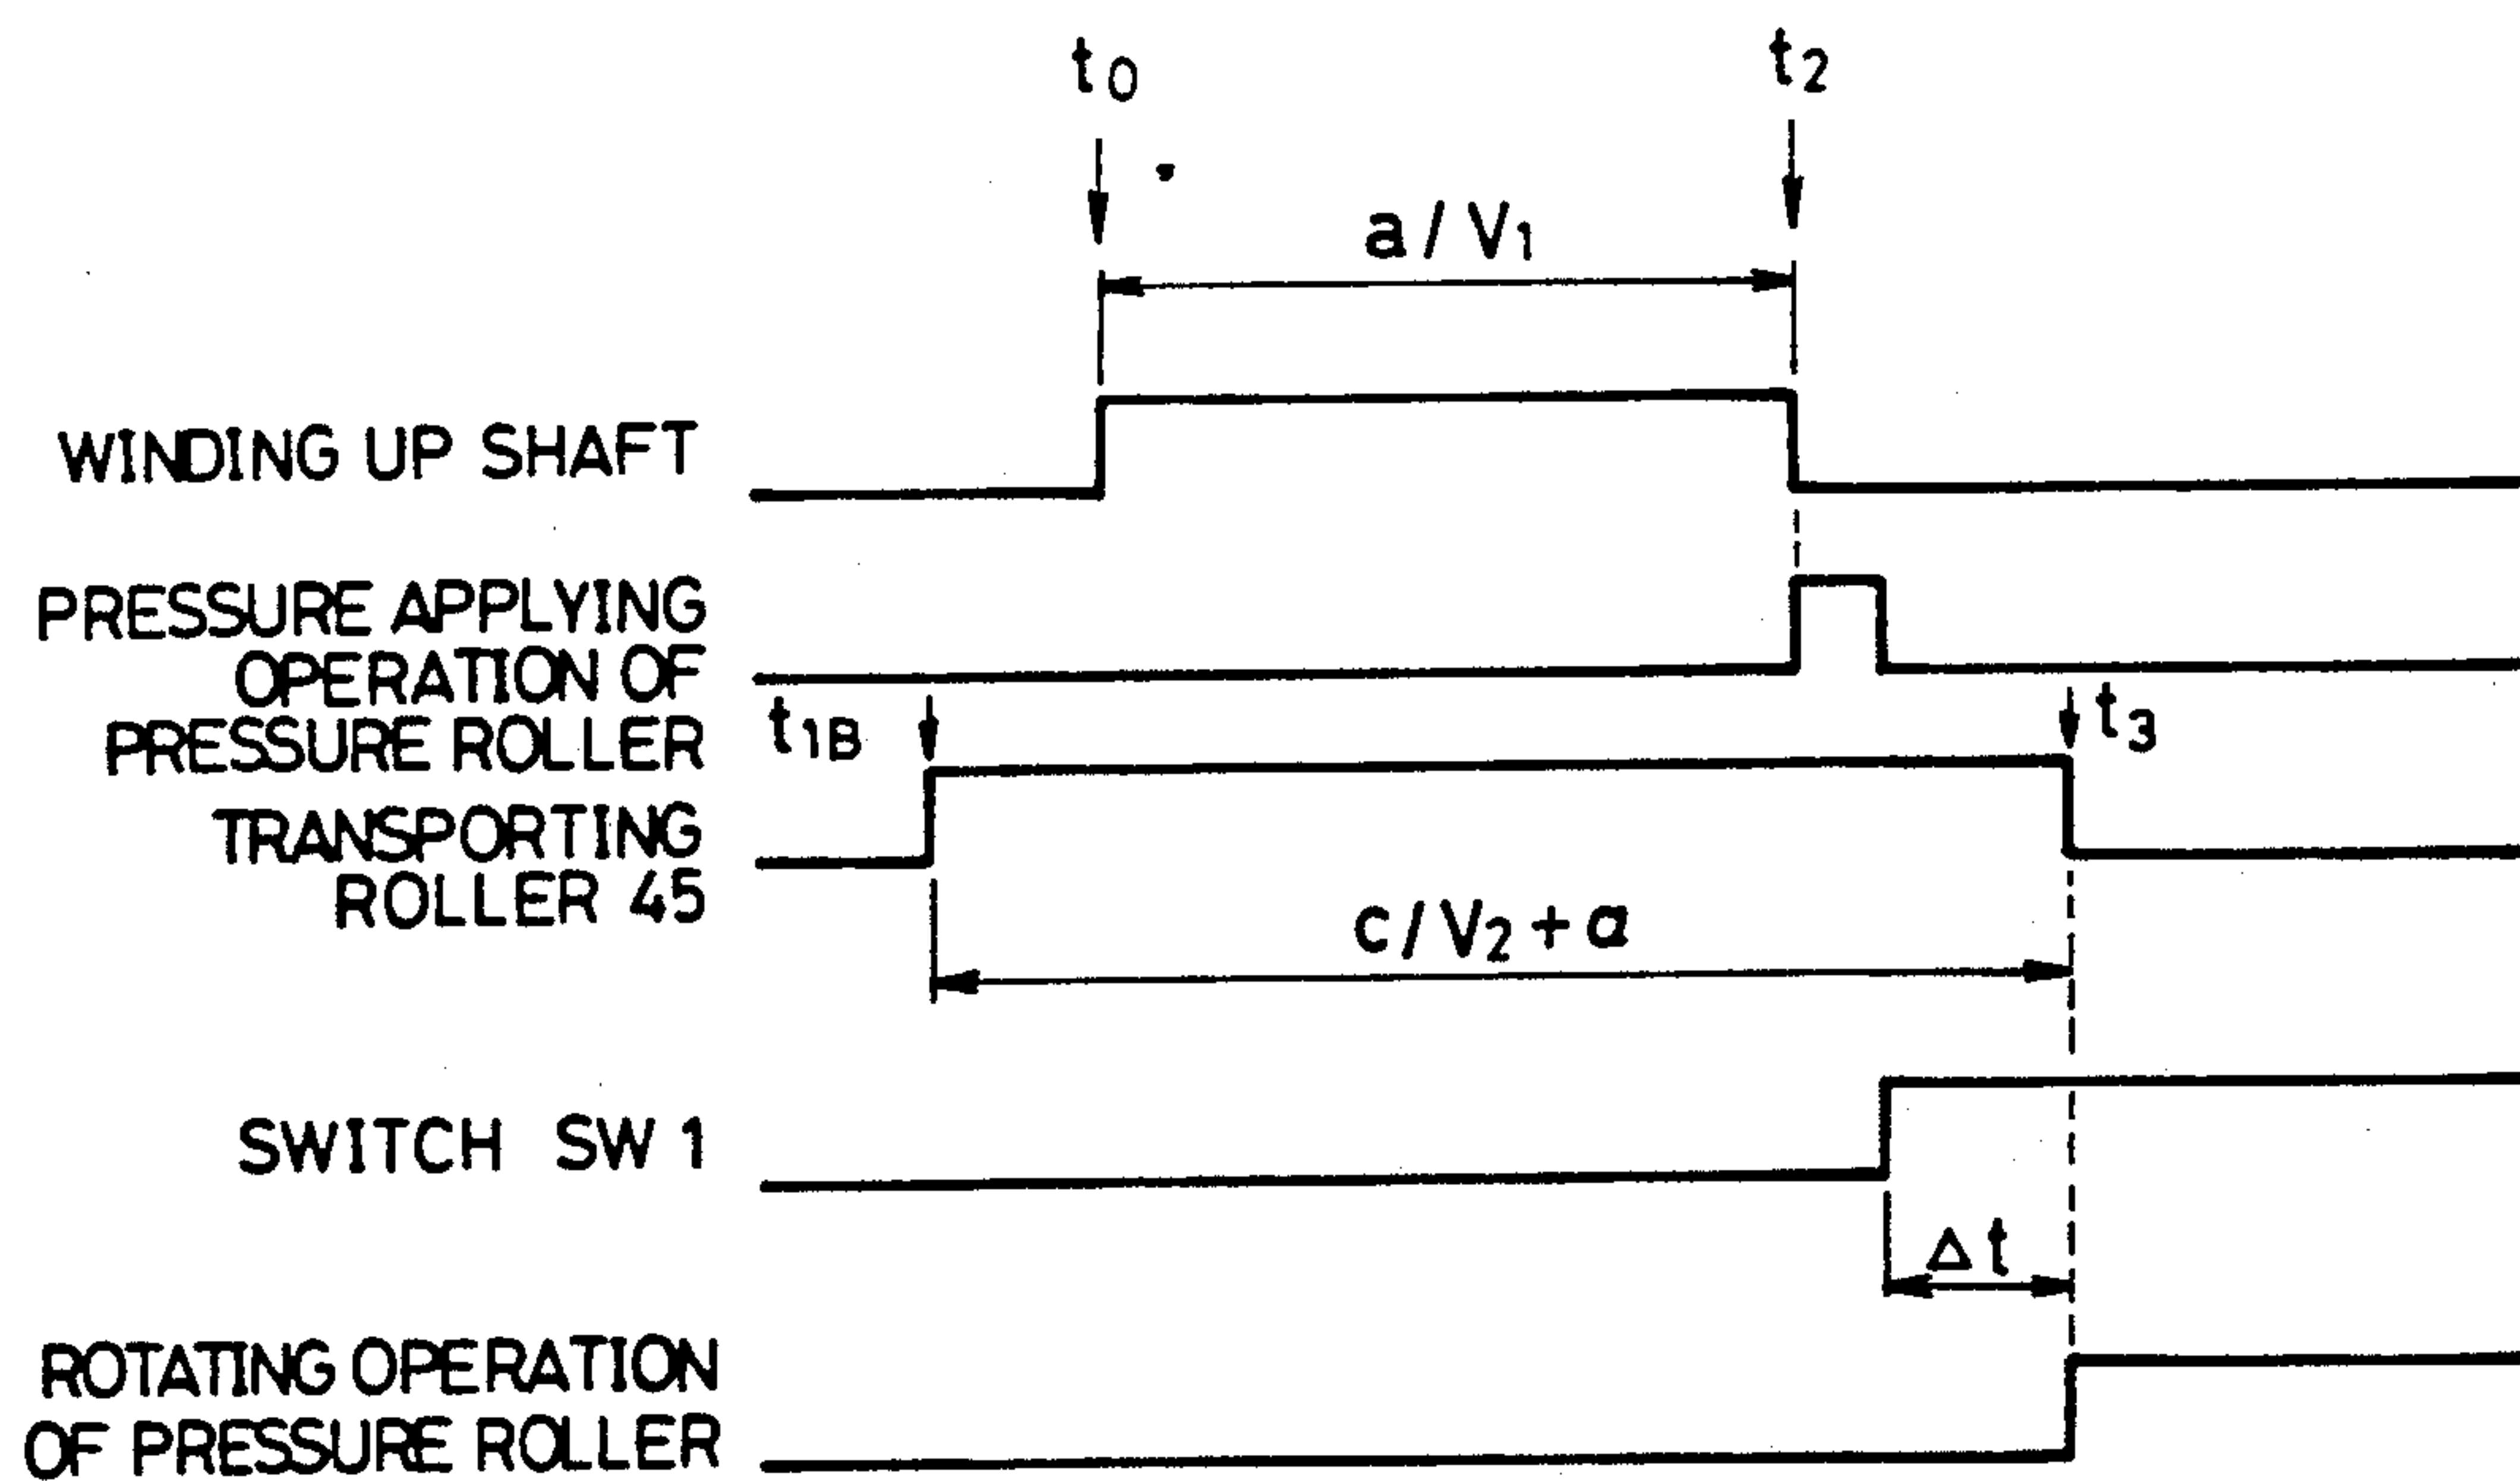 t0
t2
a/V1
WINDING UP SHAFT
PRESSURE APPLYING
OPERATION OF
PRESSURE ROLLER
t1B
t3
TRANSPORTING
ROLLER 45
c/V2+α
SWITCH SW 1
Δt
ROTATING OPERATION
OF PRESSURE ROLLER